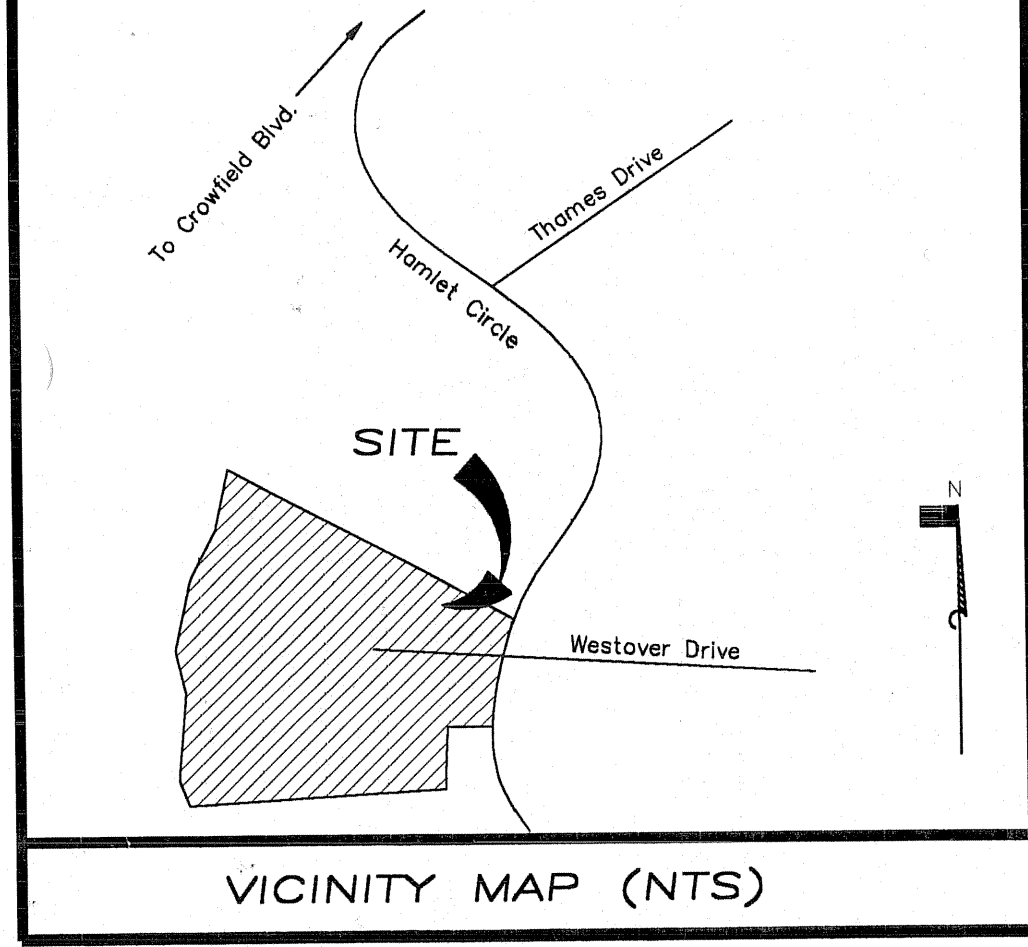 To Crowfield Blvd.
Thames Drive
Hamlet Circle
SITE
N
Westover Drive
VICINITY MAP (NTS)